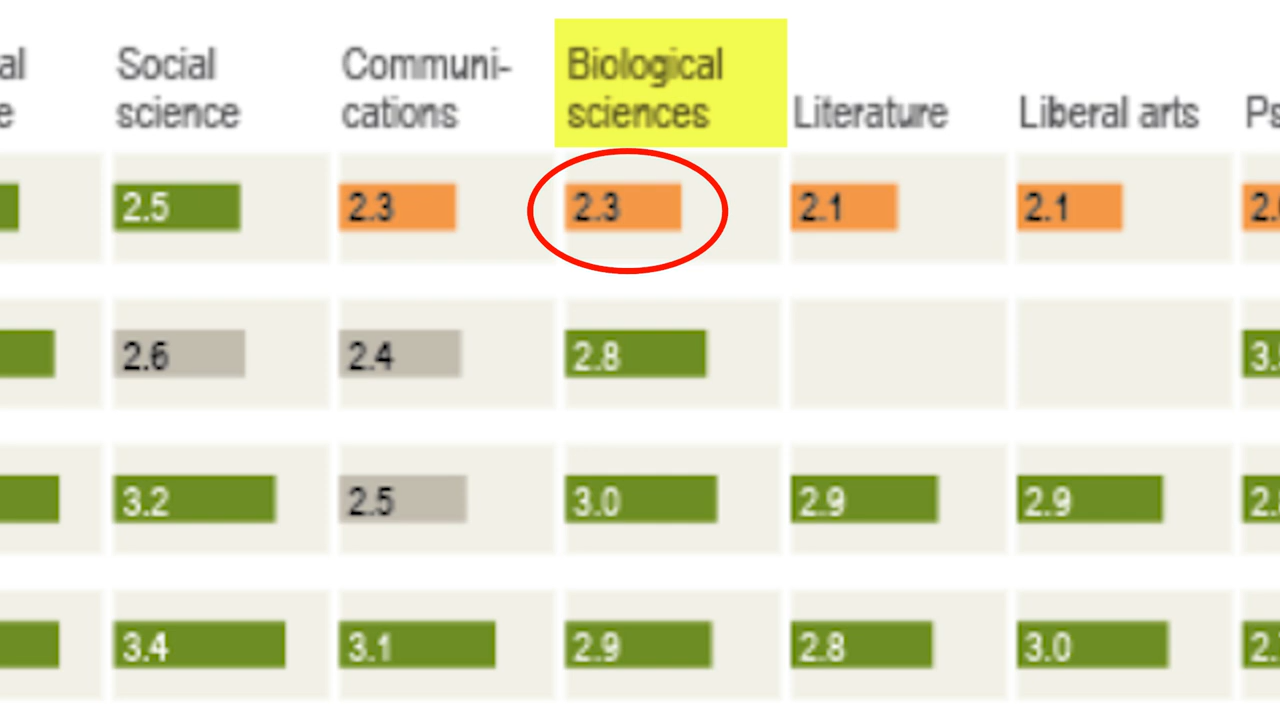 al Social Communi- Biological
e science cations sciences Literature Liberal arts Ps
2.5 2.3 2.3 2.1 2.1
2.6 2.4 2.8
3.2 2.5 3.0 2.9 2.9
3.4 3.1 2.9 2.8 3.0